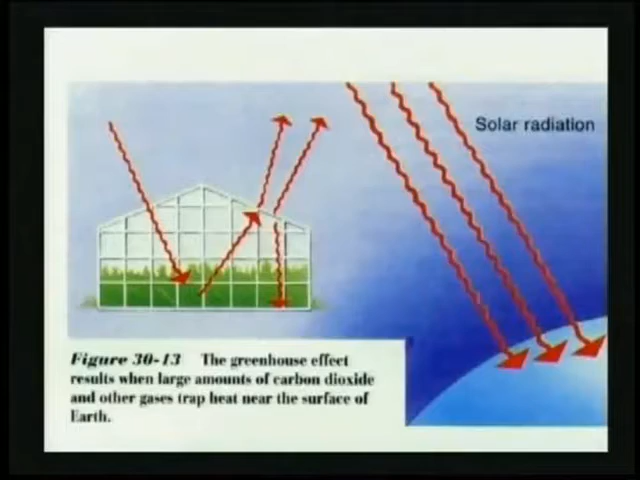 Solar radiation
Figure 30-13 The greenhouse effect
results when large amounts of carbon dioxide
and other gases trap heat near the surface of
Earth.